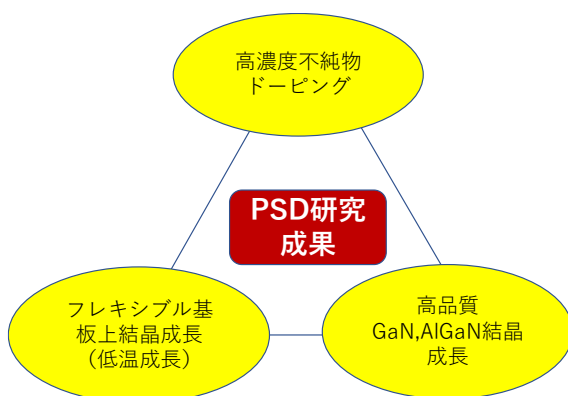 高濃度不純物
ドーピング
PSD研究
成果
フレキシブル基
板上結晶成長
(低温成長)
高品質
GaN,AlGaN結晶
成長